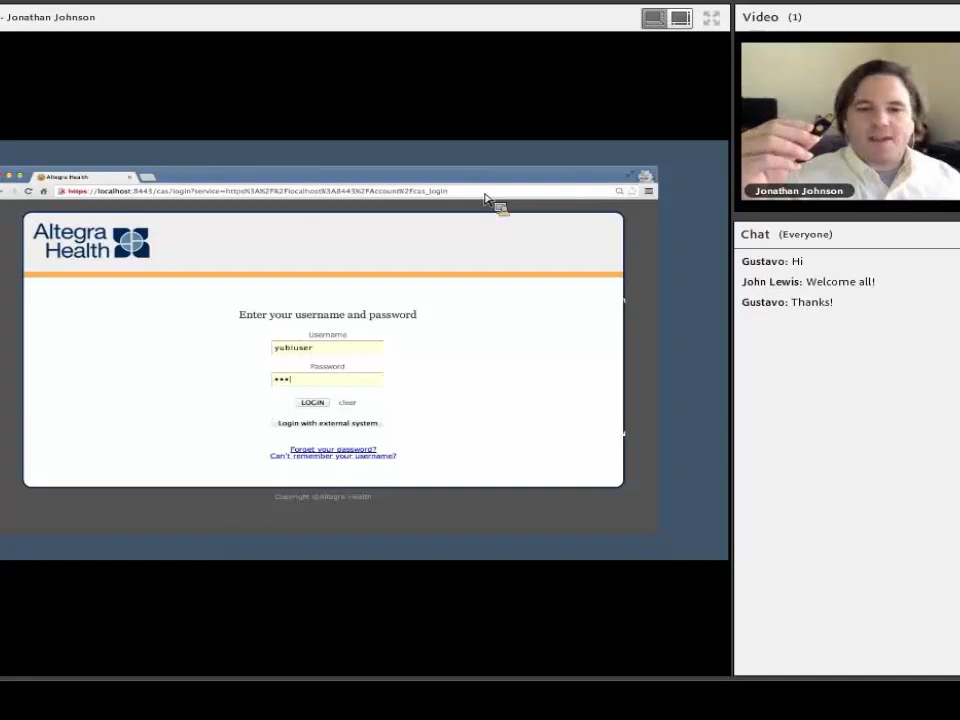 - Jonathan Johnson
Video (1)
Jonathan Johnson
Altegra Health
https://localhost:8443/cas/login?service=https%3A%2F%2Flocalhost%3A8443%2FAccount%2Fcas_login
Altegra
Health
Enter your username and password
Username
yubiuser
Password
LOGIN clear
Login with external system
Forget your password?
Can't remember your username?
Copyright @Altegra Health
Chat (Everyone)
Gustavo: Hi
John Lewis: Welcome all!
Gustavo: Thanks!